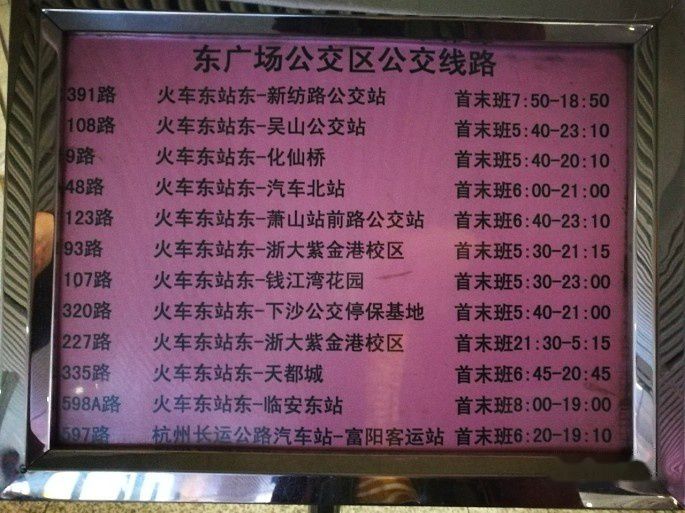 东广场公交区公交线路
391路 火车东站东-新纺路公交站 首末班7:50-18:50
108路 火车东站东-吴山公交站 首末班5:40-23:10
9路 火车东站东-化仙桥 首末班5:40-20:10
48路 火车东站东-汽车北站 首末班6:00-21:00
123路 火车东站东-萧山站前路公交站 首末班6:40-23:10
93路 火车东站东-浙大紫金港校区 首末班5:30-21:15
107路 火车东站东-钱江湾花园 首末班5:30-23:00
320路 火车东站东-下沙公交停保基地 首末班5:40-21:00
227路 火车东站东-浙大紫金港校区 首末班21:30-5:15
335路 火车东站东-天都城 首末班6:45-20:45
598A路 火车东站东-临安东站 首末班8:00-19:00
597路 杭州长运公路汽车站-富阳客运站 首末班6:20-19:10